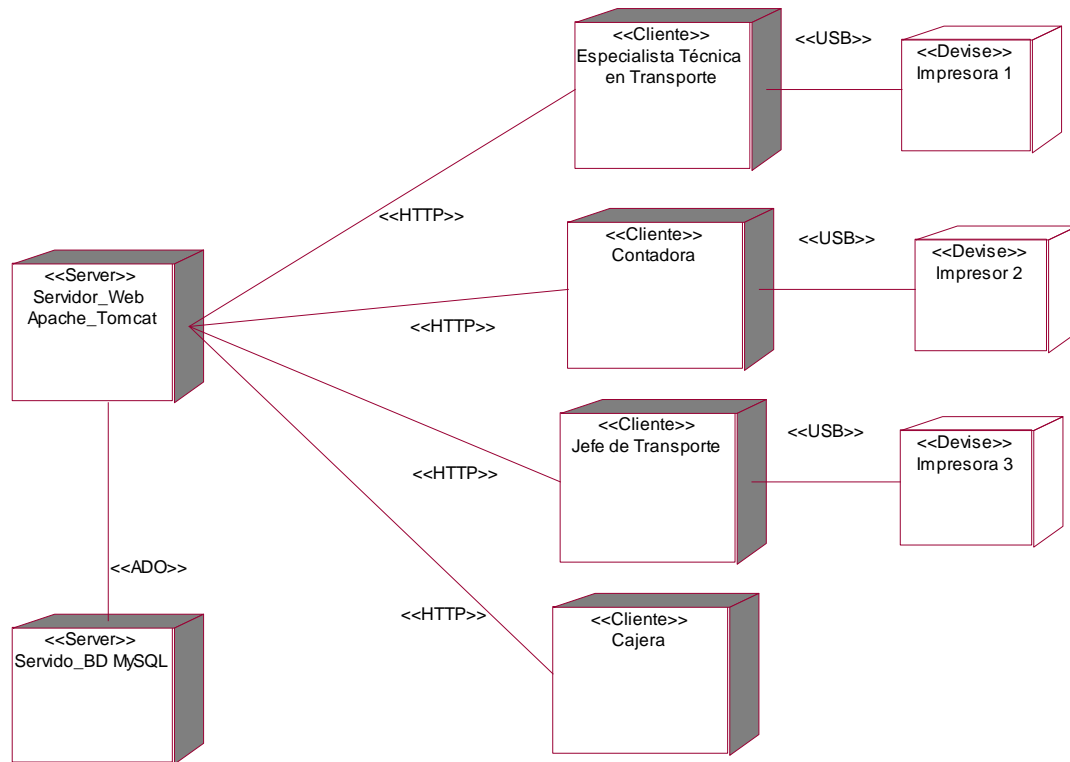 <<Cliente>>
Especialista Técnica
en Transporte
<<USB>>
<<Devise>>
Impresora 1
<<HTTP>>
<<Cliente>>
Contadora
<<USB>>
<<Devise>>
Impresor 2
<<Server>>
Servidor_Web
Apache_Tomcat
<<HTTP>>
<<Cliente>>
Jefe de Transporte
<<USB>>
<<Devise>>
Impresora 3
<<HTTP>>
<<ADO>>
<<HTTP>>
<<Cliente>>
Cajera
<<Server>>
Servido_BD MySQL